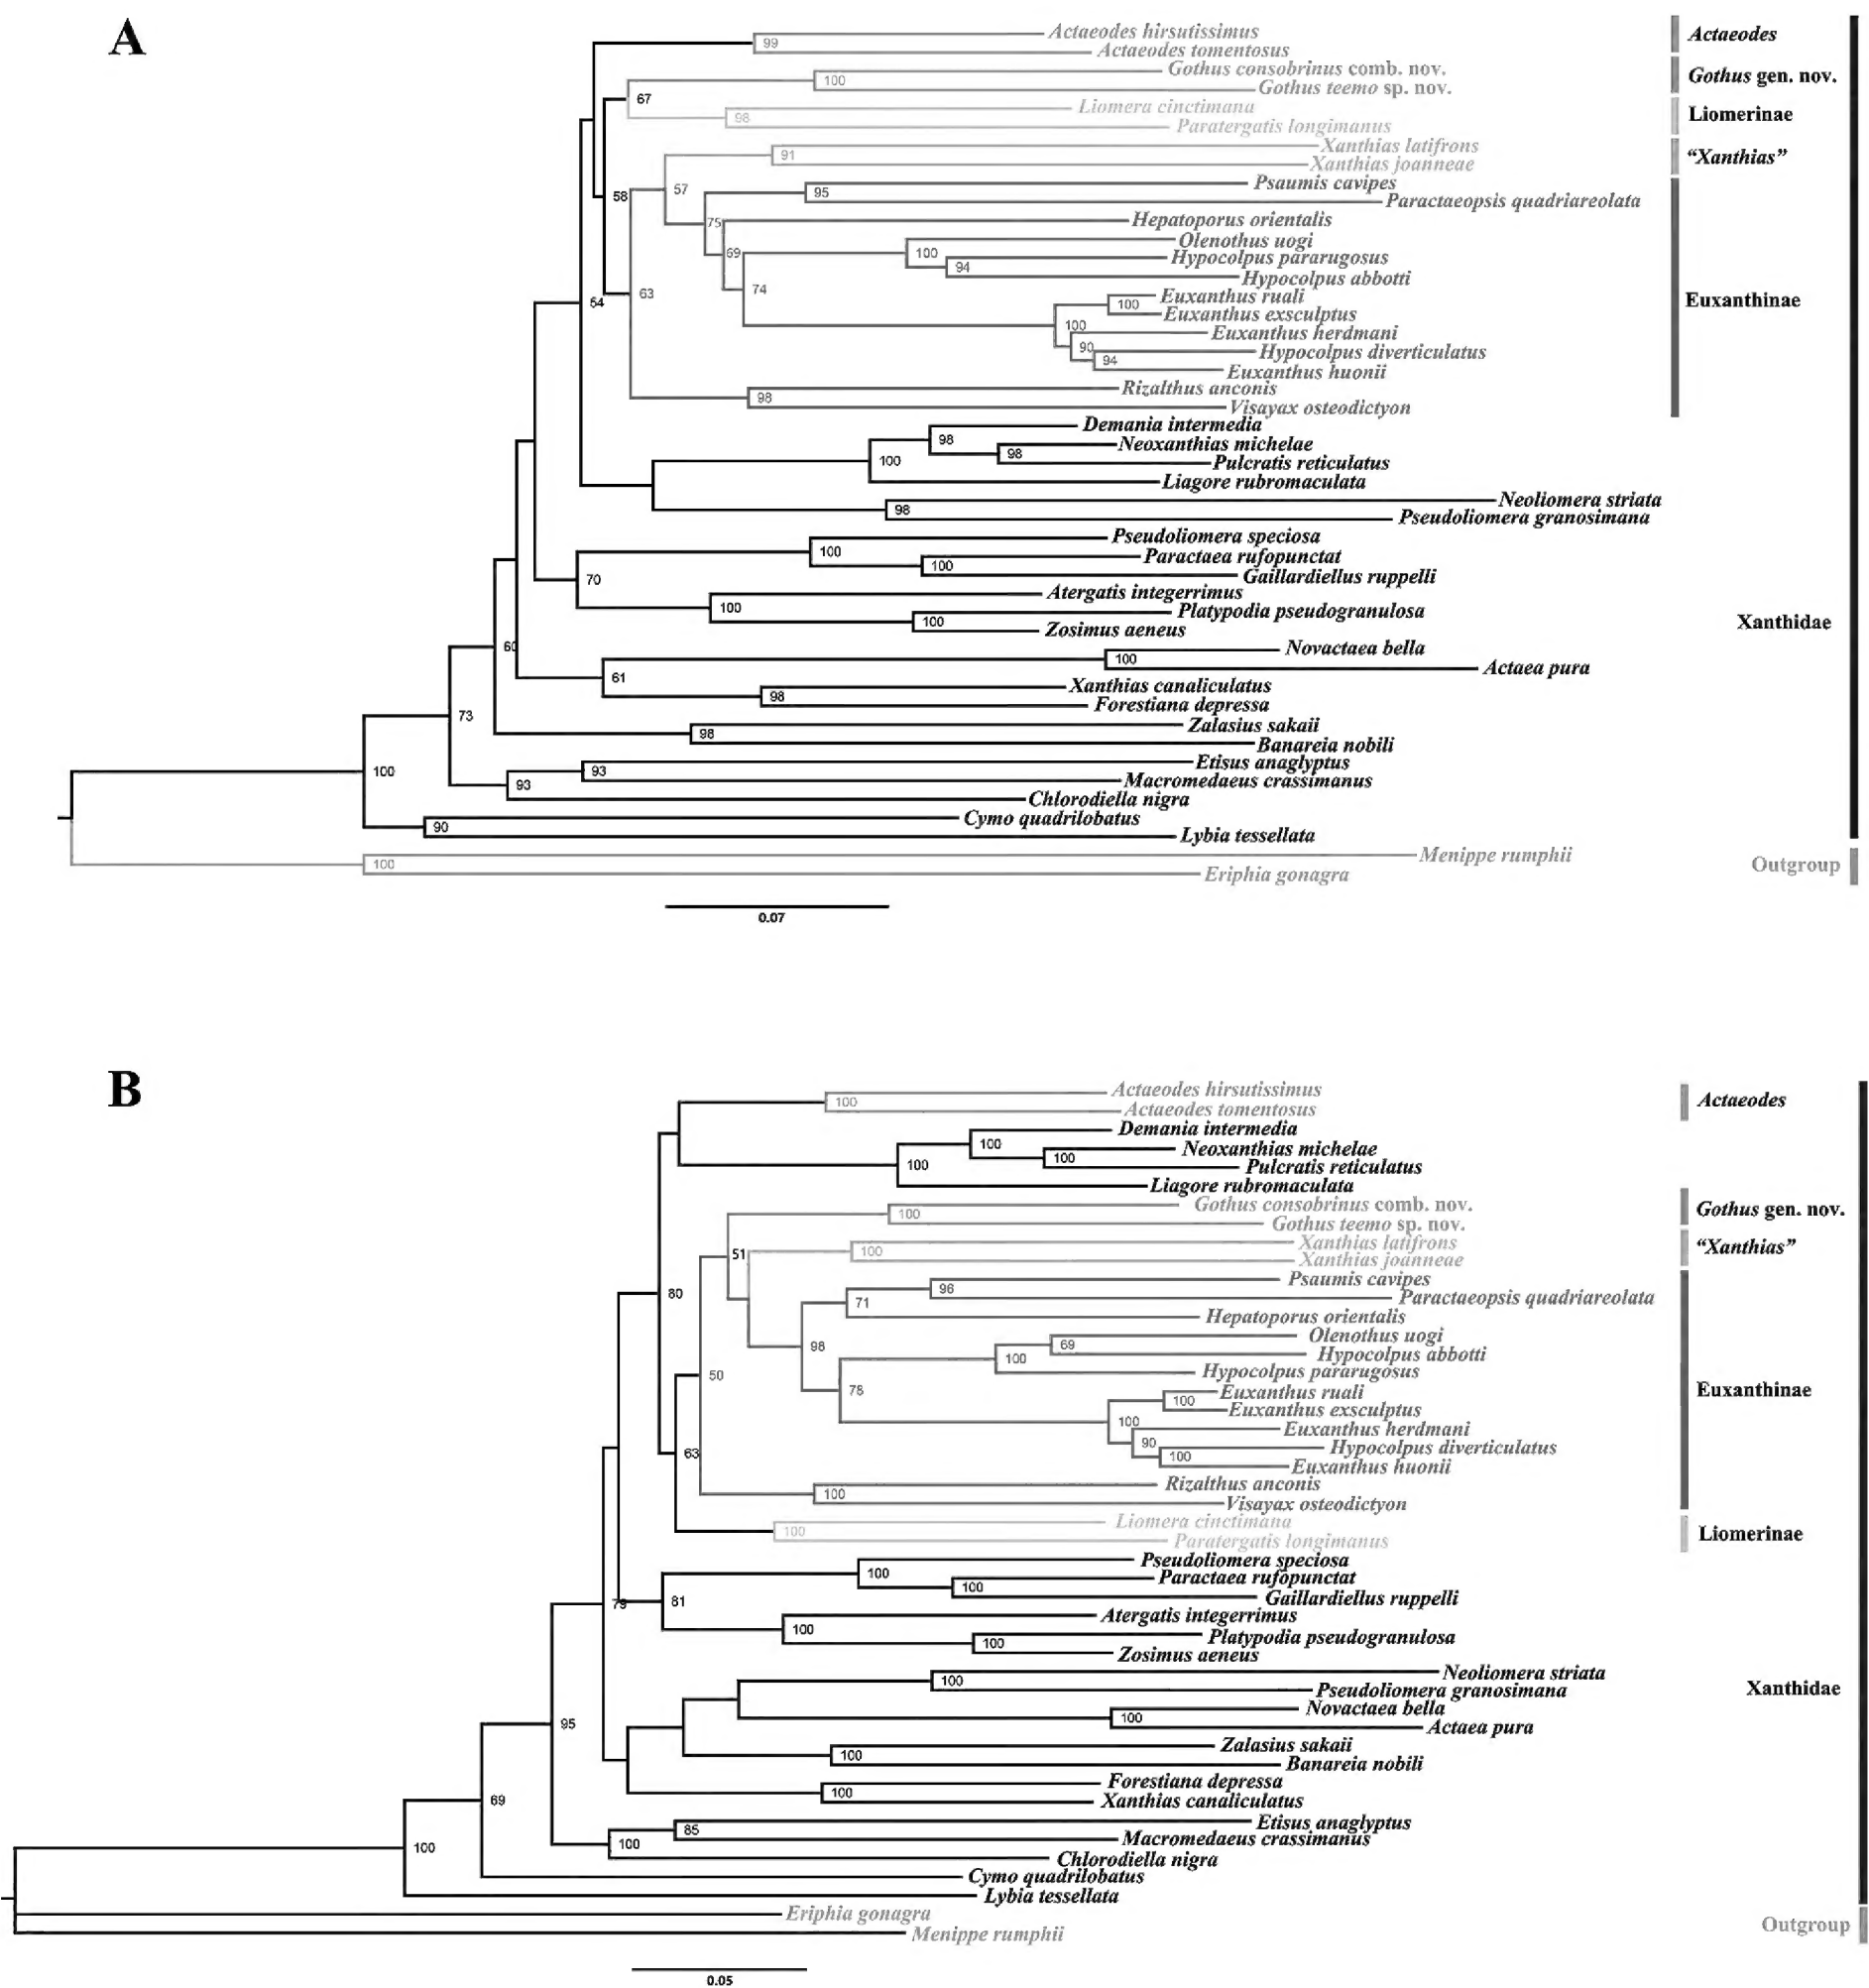 A
Actaeodes hirsutissimus
99
Actaeodes tomentosus
Actaeodes
Gothus consobrinus comb. nov.
100
Gothus teemo sp. nov.
Gothus gen. nov.
67
Liomera cinctimana
98
Paratergatis longimanus
Liomerinae
Xanthias latifrons
91
Xanthias joanneae
"Xanthias"
58
57
Psaumis cavipes
95
Paractaeopsis quadriareolata
75
Hepatoporus orientalis
69
Olenothus uogi
100
Hypocolpus pararugosus
94
Hypocolpus abbotti
54
63
74
Euxanthus ruali
100
Euxanthus exsculptus
Euxanthinae
100
Euxanthus herdmani
90
Hypocolpus diverticulatus
94
Euxanthus huonii
Rizalthus anconis
98
Visayax osteodictyon
Demania intermedia
98
Neoxanthias michelae
98
100
Pulcratis reticulatus
Liagore rubromaculata
Neoliomera striata
98
Pseudoliomera granosimana
Pseudoliomera speciosa
100
Paractaea rufopunctat
100
Gaillardiellus ruppelli
70
Atergatis integerrimus
100
Platypodia pseudogranulosa
100
Zosimus aeneus
Xanthidae
60
Novactaea bella
100
Actaea pura
61
Xanthias canaliculatus
98
Forestiana depressa
73
Zalasius sakaii
98
Banareia nobili
Etisus anaglyptus
100
93
Macromedaeus crassimanus
93
Chlorodiella nigra
Cymo quadrilobatus
90
Lybia tessellata
Menippe rumphii
100
Eriphia gonagra
Outgroup
0.07
B
Actaeodes hirsutissimus
100
Actaeodes tomentosus
Actaeodes
Demania intermedia
100
Neoxanthias michelae
100
100
Pulcratis reticulatus
Liagore rubromaculata
Gothus consobrinus comb. nov.
100
Gothus teemo sp. nov.
Gothus gen. nov.
51
Xanthias latifrons
100
Xanthias joanneae
"Xanthias"
80
Psaumis cavipes
96
Paractaeopsis quadriareolata
71
Hepatoporus orientalis
98
Olenothus uogi
69
Hypocolpus abbotti
100
Hypocolpus pararugosus
50
78
Euxanthus ruali
100
Euxanthus exsculptus
Euxanthinae
100
Euxanthus herdmani
90
Hypocolpus diverticulatus
100
Euxanthus huonii
63
Rizalthus anconis
100
Visayax osteodictyon
Liomera cinctimana
100
Paratergatis longimanus
Liomerinae
Pseudoliomera speciosa
100
Paractaea rufopunctat
100
Gaillardiellus ruppelli
79
81
Atergatis integerrimus
100
Platypodia pseudogranulosa
100
Zosimus aeneus
Neoliomera striata
100
Pseudoliomera granosimana
Xanthidae
Novactaea bella
100
Actaea pura
95
Zalasius sakaii
100
Banareia nobili
Forestiana depressa
100
Xanthias canaliculatus
69
Etisus anaglyptus
85
Macromedaeus crassimanus
100
100
Chlorodiella nigra
Cymo quadrilobatus
Lybia tessellata
Eriphia gonagra
Menippe rumphii
Outgroup
0.05